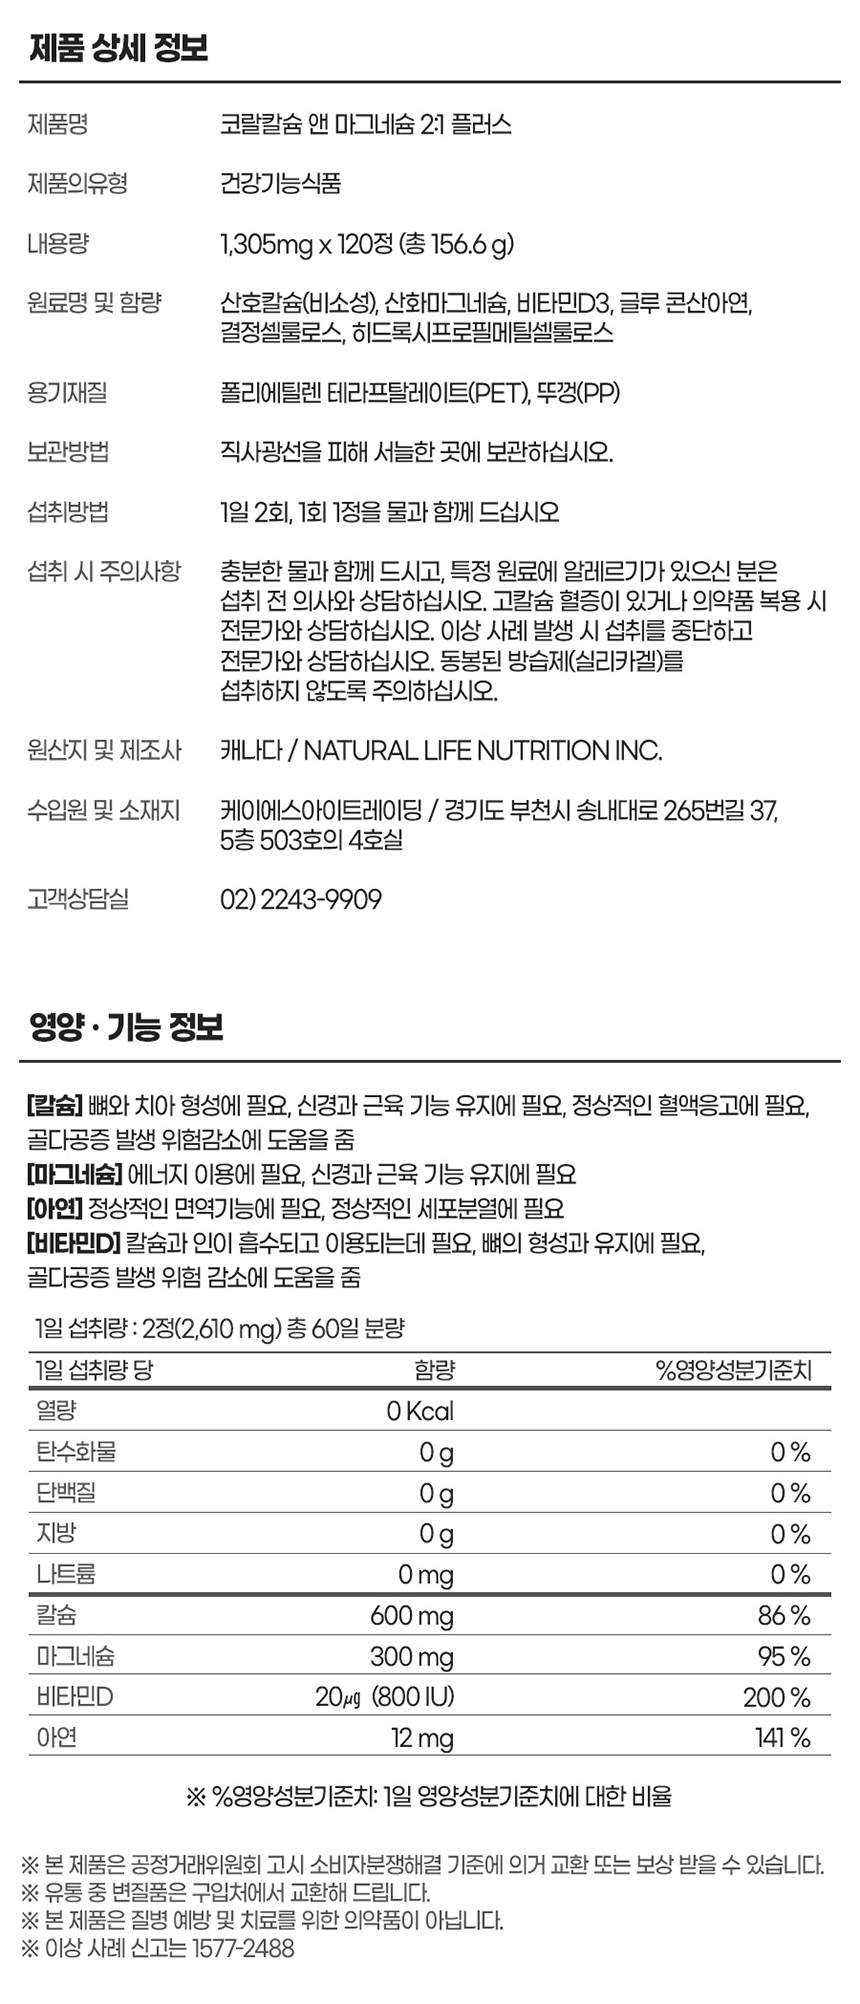 제품 상세 정보
제품명 코랄칼슘 앤 마그네슘 2:1 플러스
제품의유형 건강기능식품
내용량 1,305mg x 120정 (총 156.6 g)
원료명 및 함량 산호칼슘(비소성), 산화마그네슘, 비타민D3, 글루 콘산아연,
결정셀룰로스, 히드록시프로필메틸셀룰로스
용기재질 폴리에틸렌 테라프탈레이트(PET), 뚜껑(PP)
보관방법 직사광선을 피해 서늘한 곳에 보관하십시오.
섭취방법 1일 2회, 1회 1정을 물과 함께 드십시오
섭취 시 주의사항 충분한 물과 함께 드시고, 특정 원료에 알레르기가 있으신 분은
섭취 전 의사와 상담하십시오. 고칼슘 혈증이 있거나 의약품 복용 시
전문가와 상담하십시오. 이상 사례 발생 시 섭취를 중단하고
전문가와 상담하십시오. 동봉된 방습제(실리카겔)를
섭취하지 않도록 주의하십시오.
원산지 및 제조사 캐나다 / NATURAL LIFE NUTRITION INC.
수입원 및 소재지 케이에스아이트레이딩 / 경기도 부천시 송내대로 265번길 37,
5층 503호의 4호실
고객상담실 02) 2243-9909
영양 · 기능 정보
[칼슘] 뼈와 치아 형성에 필요, 신경과 근육 기능 유지에 필요, 정상적인 혈액응고에 필요,
골다공증 발생 위험감소에 도움을 줌
[마그네슘] 에너지 이용에 필요, 신경과 근육 기능 유지에 필요
[아연] 정상적인 면역기능에 필요, 정상적인 세포분열에 필요
[비타민D] 칼슘과 인이 흡수되고 이용되는데 필요, 뼈의 형성과 유지에 필요,
골다공증 발생 위험 감소에 도움을 줌
1일 섭취량 : 2정(2,610 mg) 총 60일 분량
1일 섭취량 당 함량 %영양성분기준치
열량 0 Kcal
탄수화물 0 g 0 %
단백질 0 g 0 %
지방 0 g 0 %
나트륨 0 mg 0 %
칼슘 600 mg 86 %
마그네슘 300 mg 95 %
비타민D 20㎍ (800 IU) 200 %
아연 12 mg 141 %
※ %영양성분기준치: 1일 영양성분기준치에 대한 비율
※ 본 제품은 공정거래위원회 고시 소비자분쟁해결 기준에 의거 교환 또는 보상 받을 수 있습니다.
※ 유통 중 변질품은 구입처에서 교환해 드립니다.
※ 본 제품은 질병 예방 및 치료를 위한 의약품이 아닙니다.
※ 이상 사례 신고는 1577-2488